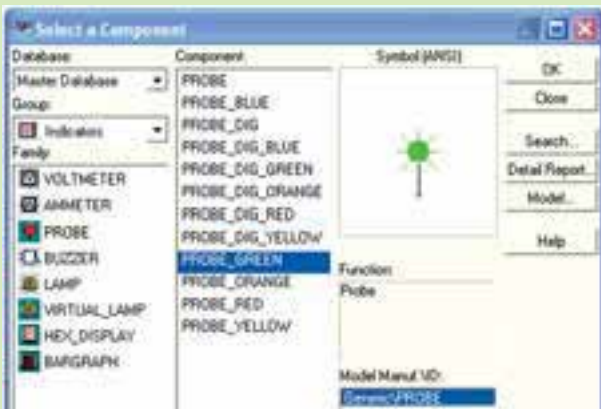 Select a Component
Database:
Master Database
Group:
Indicators
Family
VOLTMETER
AMMETER
PROBE
BUZZER
LAMP
VIRTUAL_LAMP
HEX_DISPLAY
BARGRAPH
Component:
PROBE
PROBE_BLUE
PROBE_DIG
PROBE_DIG_BLUE
PROBE_DIG_GREEN
PROBE_DIG_ORANGE
PROBE_DIG_RED
PROBE_DIG_YELLOW
PROBE_GREEN
PROBE_ORANGE
PROBE_RED
PROBE_YELLOW
Symbol (ANSI)
Function:
Probe
Model Manuf.\ID:
Generic\PROBE
OK
Close
Search...
Detail Report...
Model...
Help